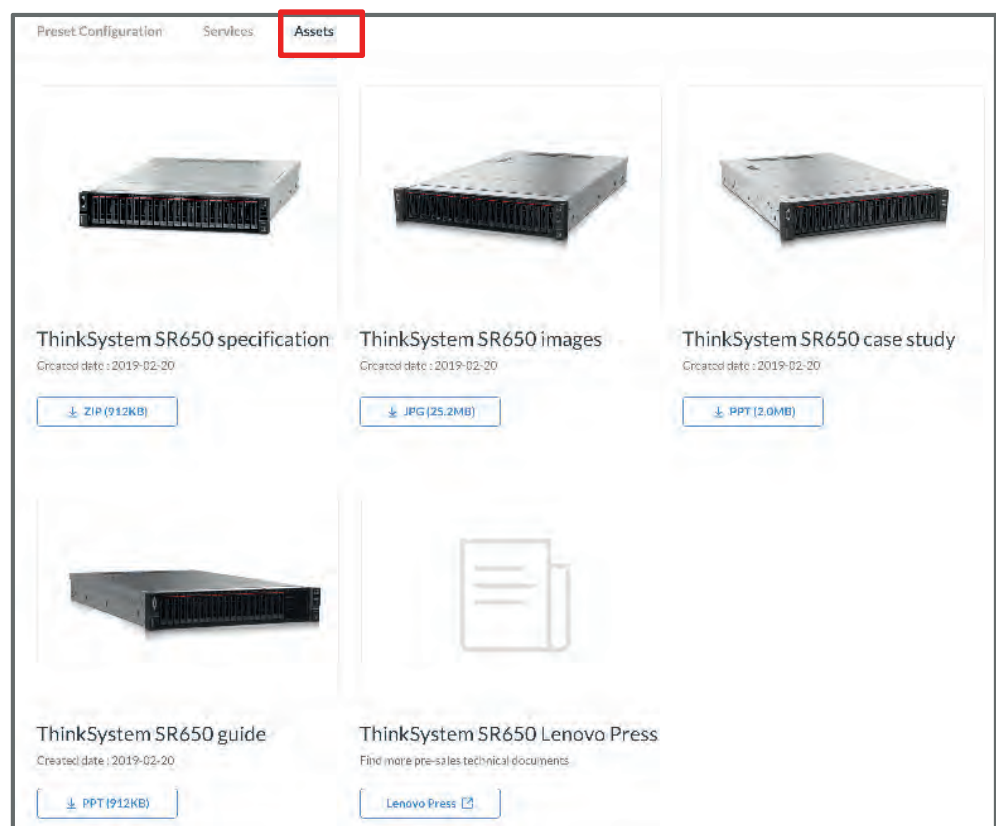 Preset Configuration Services Assets
ThinkSystem SR650 specification
Created date : 2019-02-20
ZIP (912KB)
ThinkSystem SR650 images
Created date : 2019-02-20
JPG (25.2MB)
ThinkSystem SR650 case study
Created date : 2019-02-20
PPT (2.0MB)
ThinkSystem SR650 guide
Created date : 2019-02-20
PPT (912KB)
ThinkSystem SR650 Lenovo Press
Find more pre-sales technical documents
Lenovo Press